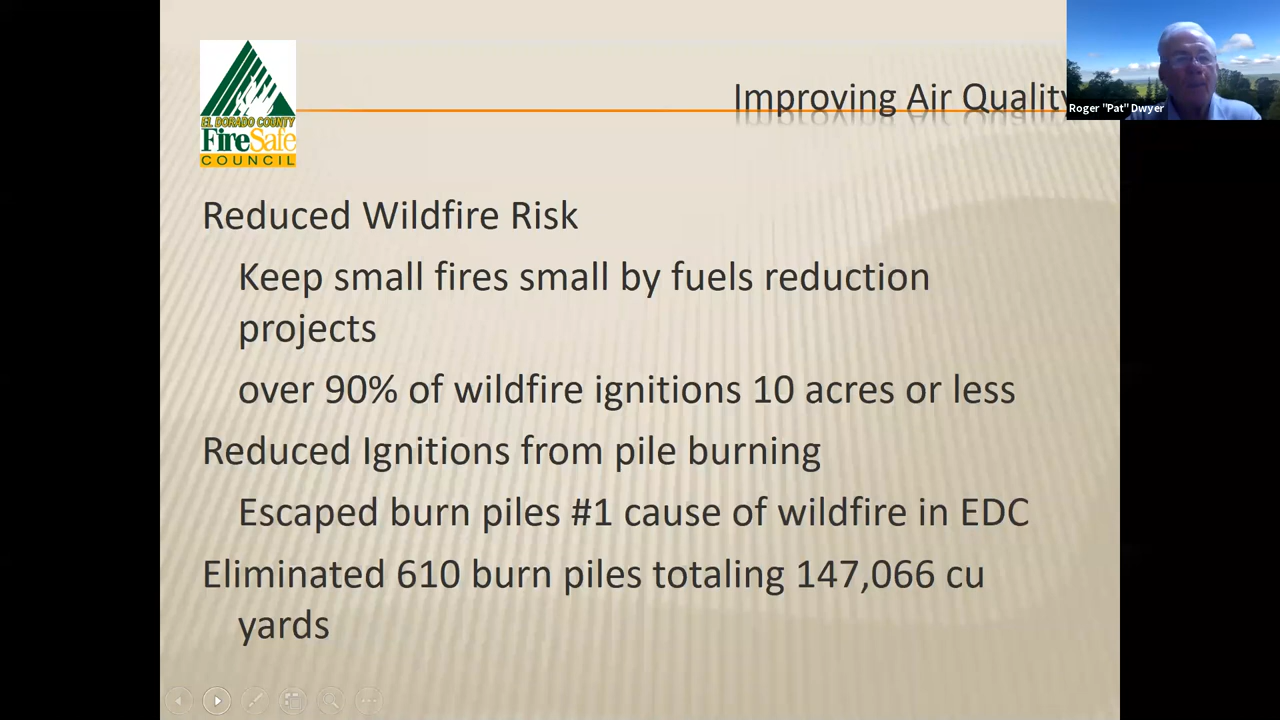 Improving Air Quality
Roger "Pat" Dwyer
EL DORADO COUNTY
FireSafe
COUNCIL
Reduced Wildfire Risk
Keep small fires small by fuels reduction
projects
over 90% of wildfire ignitions 10 acres or less
Reduced Ignitions from pile burning
Escaped burn piles #1 cause of wildfire in EDC
Eliminated 610 burn piles totaling 147,066 cu
yards